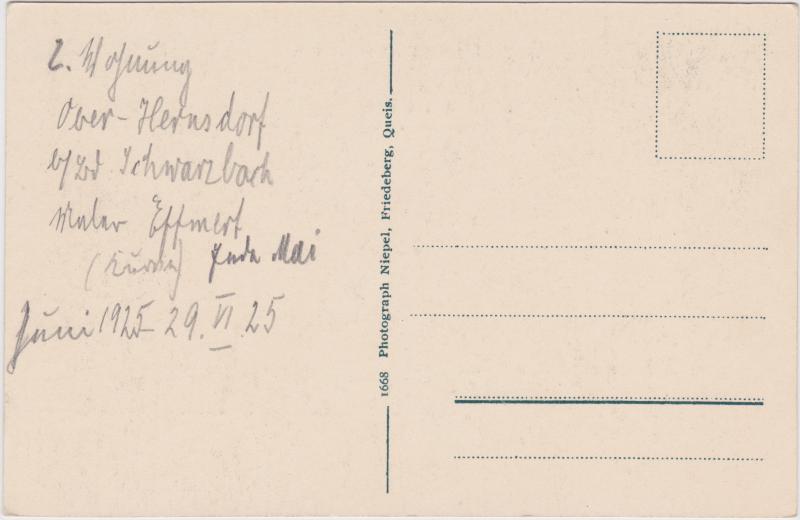 2. Wohnung
Ober-Hernsdorf
b/Bd Schwarzbach
Maler Effmert
Ende Mai
Juni 1925 - 29. VI. 25
1668 Photograph Niepel, Friedeberg, Queis.